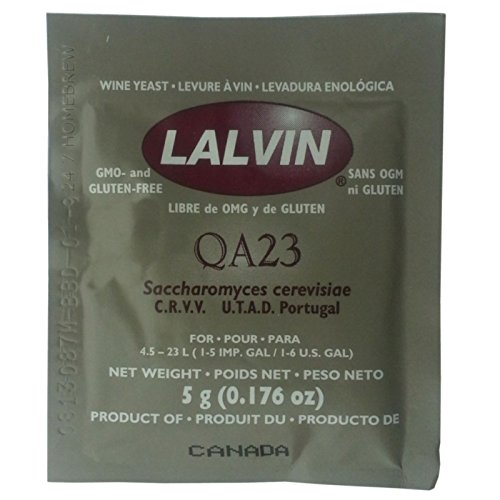 WINE YEAST • LEVURE À VIN • LEVADURA ENOLÓGICA
LALVIN
®
GMO- and
GLUTEN-FREE
SANS OGM
ni GLUTEN
LIBRE de OMG y de GLUTEN
QA23
Saccharomyces cerevisiae
C.R.V.V. U.T.A.D. Portugal
FOR • POUR • PARA
4.5 – 23 L ( 1-5 IMP. GAL / 1-6 U.S. GAL)
NET WEIGHT • POIDS NET • PESO NETO
5 g (0.176 oz)
PRODUCT OF • PRODUIT DU • PRODUCTO DE
CANADA
HOMEBREW